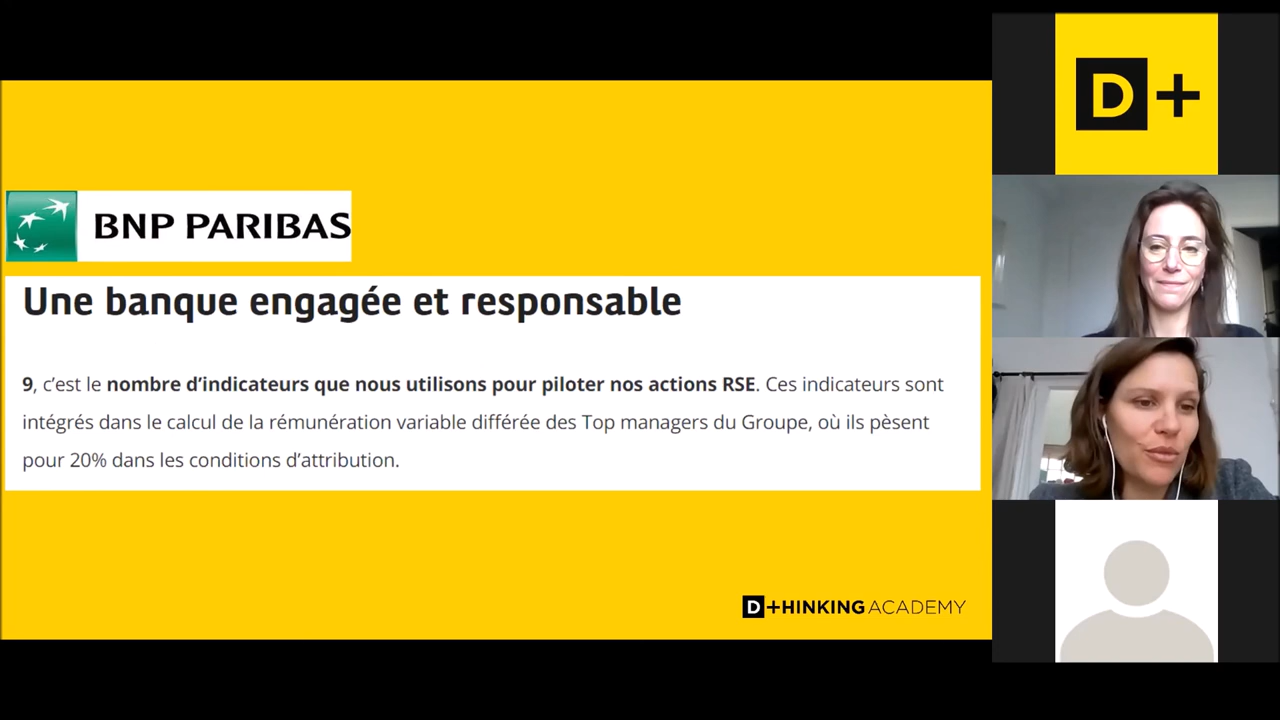 BNP PARIBAS
Une banque engagée et responsable
9, c’est le nombre d’indicateurs que nous utilisons pour piloter nos actions RSE. Ces indicateurs sont
intégrés dans le calcul de la rémunération variable différée des Top managers du Groupe, où ils pèsent
pour 20% dans les conditions d’attribution.
D+HINKING ACADEMY
D+